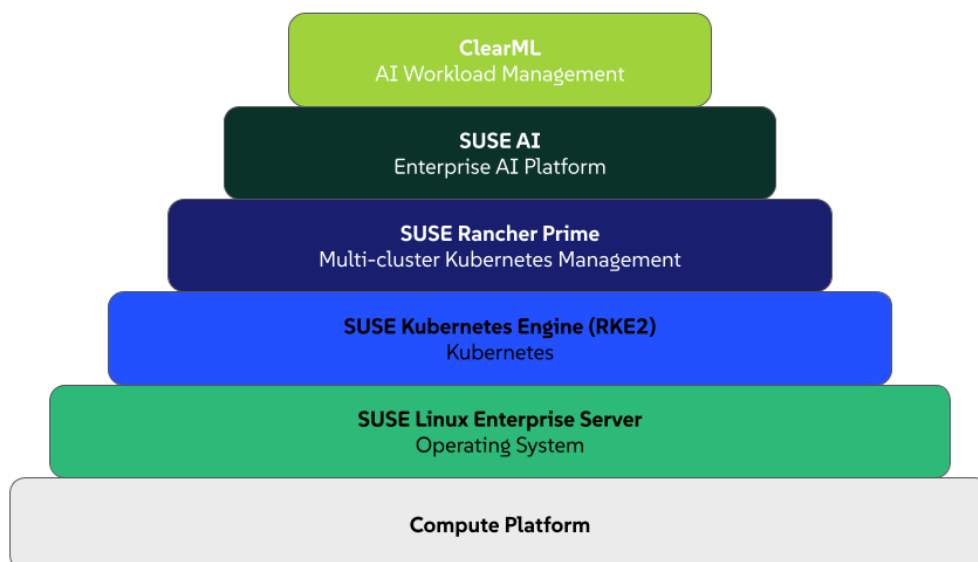 ClearML
AI Workload Management
SUSE AI
Enterprise AI Platform
SUSE Rancher Prime
Multi-cluster Kubernetes Management
SUSE Kubernetes Engine (RKE2)
Kubernetes
SUSE Linux Enterprise Server
Operating System
Compute Platform